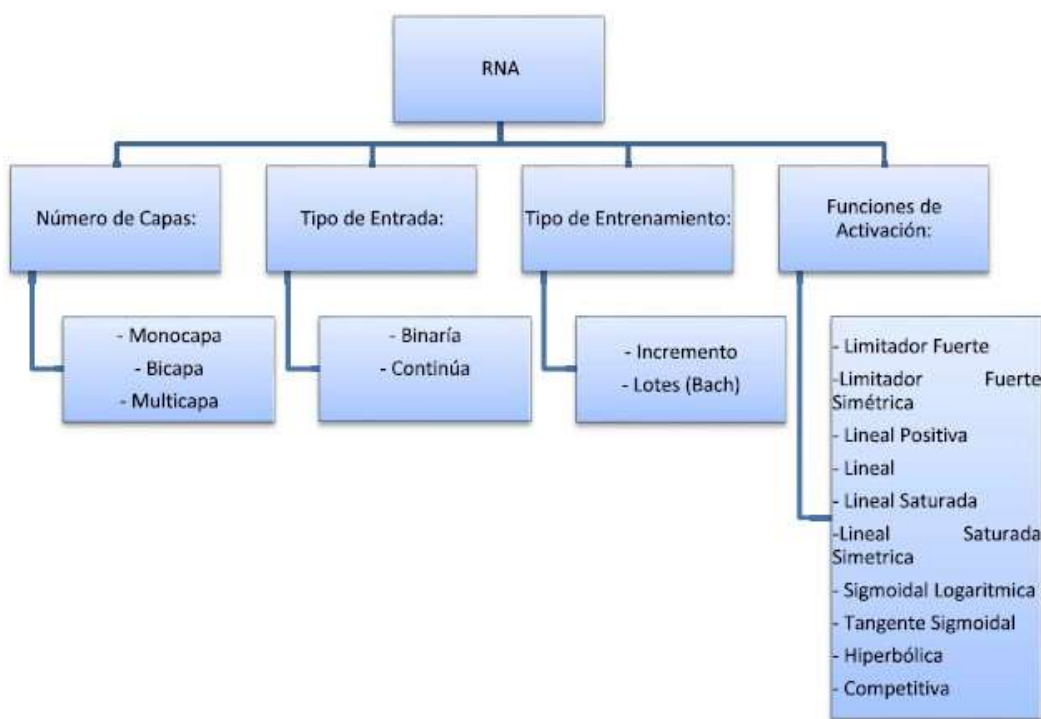 RNA
Número de Capas:
Tipo de Entrada:
Tipo de Entrenamiento:
Funciones de
Activación:
- Monocapa
- Bicapa
- Multicapa
- Binaría
- Continúa
- Incremento
- Lotes (Bach)
- Limitador Fuerte
-Limitador Fuerte
Simétrica
- Lineal Positiva
- Lineal
- Lineal Saturada
-Lineal Saturada
Simetrica
- Sigmoidal Logaritmica
- Tangente Sigmoidal
- Hiperbólica
- Competitiva